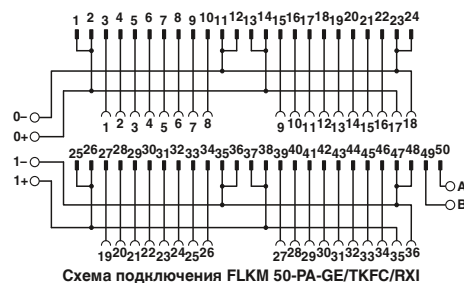 1 2 3 4 5 6 7 8 9 10 11 12 13 14 15 16 17 18 19 20 21 22 23 24
0–
0+
1 2 3 4 5 6 7 8 9 10 11 12 13 14 15 16 17 18
1–
1+
25 26 27 28 29 30 31 32 33 34 35 36 37 38 39 40 41 42 43 44 45 46 47 48 49 50
A
B
19 20 21 22 23 24 25 26 27 28 29 30 31 32 33 34 35 36
Схема подключения FLKM 50-PA-GE/TKFC/RXI